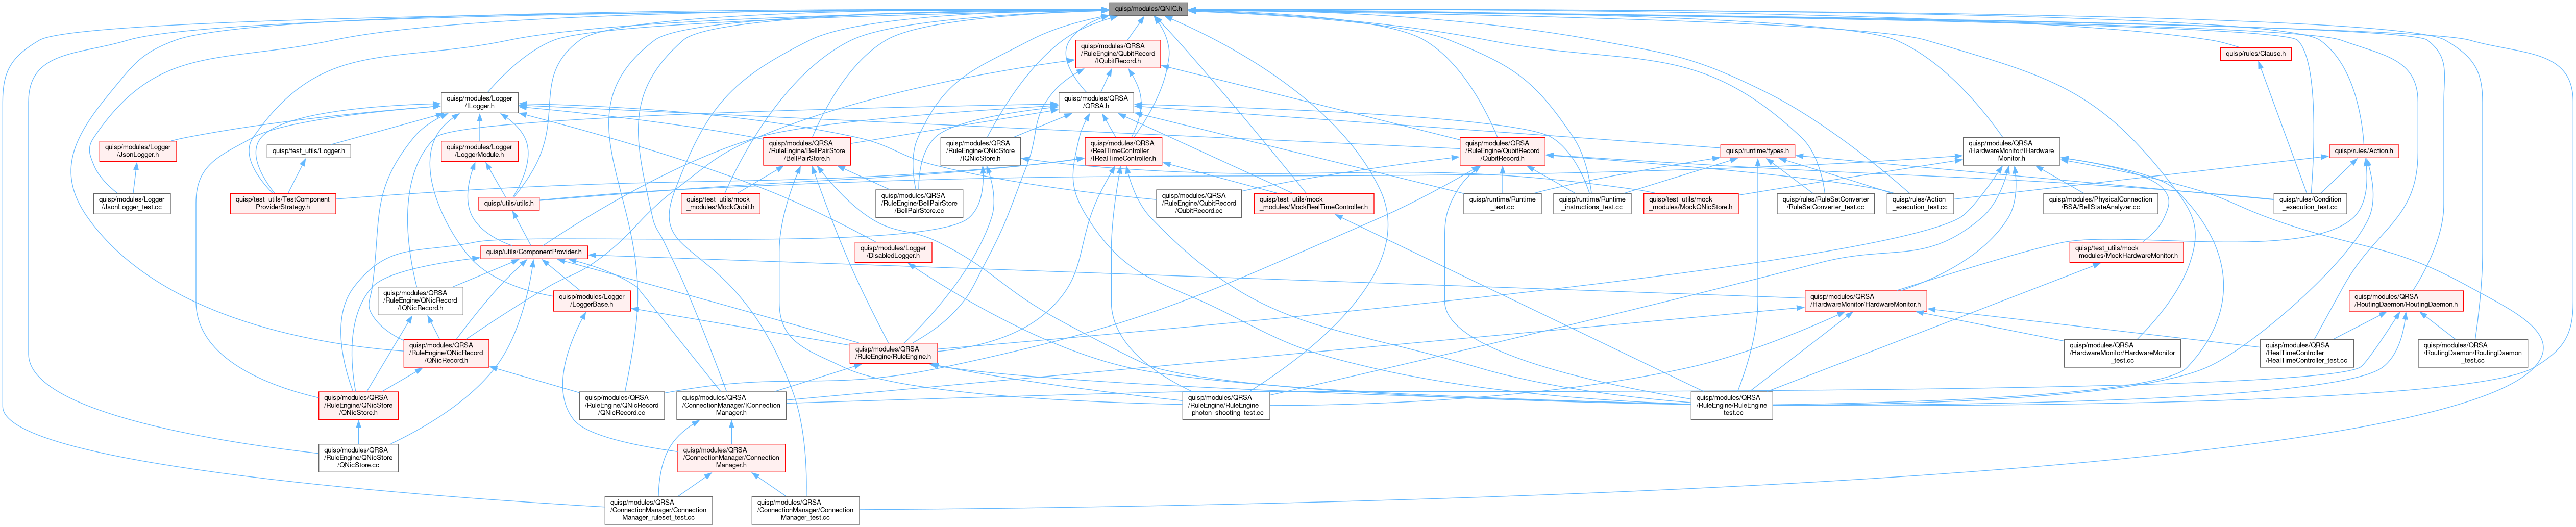 quisp/modules/QNIC.h
quisp/modules/QRSA
/RuleEngine/QubitRecord
/IQubitRecord.h
quisp/rules/Clause.h
quisp/modules/Logger
/ILogger.h
quisp/modules/QRSA
/QRSA.h
quisp/modules/Logger
/JsonLogger.h
quisp/test_utils/Logger.h
quisp/modules/Logger
/LoggerModule.h
quisp/modules/QRSA
/RuleEngine/BellPairStore
/BellPairStore.h
quisp/modules/QRSA
/RuleEngine/QNicStore
/IQNicStore.h
quisp/modules/QRSA
/RealTimeController
/IRealTimeController.h
quisp/modules/QRSA
/RuleEngine/QubitRecord
/QubitRecord.h
quisp/runtime/types.h
quisp/modules/QRSA
/HardwareMonitor/IHardware
Monitor.h
quisp/rules/Action.h
quisp/modules/Logger
/JsonLogger_test.cc
quisp/test_utils/TestComponent
ProviderStrategy.h
quisp/utils/utils.h
quisp/test_utils/mock
_modules/MockQubit.h
quisp/modules/QRSA
/RuleEngine/BellPairStore
/BellPairStore.cc
quisp/modules/QRSA
/RuleEngine/QubitRecord
/QubitRecord.cc
quisp/test_utils/mock
_modules/MockRealTimeController.h
quisp/runtime/Runtime
_test.cc
quisp/runtime/Runtime
_instructions_test.cc
quisp/test_utils/mock
_modules/MockQNicStore.h
quisp/rules/RuleSetConverter
/RuleSetConverter_test.cc
quisp/rules/Action
_execution_test.cc
quisp/modules/PhysicalConnection
/BSA/BellStateAnalyzer.cc
quisp/rules/Condition
_execution_test.cc
quisp/utils/ComponentProvider.h
quisp/modules/Logger
/DisabledLogger.h
quisp/test_utils/mock
_modules/MockHardwareMonitor.h
quisp/modules/QRSA
/RuleEngine/QNicRecord
/IQNicRecord.h
quisp/modules/Logger
/LoggerBase.h
quisp/modules/QRSA
/HardwareMonitor/HardwareMonitor.h
quisp/modules/QRSA
/RoutingDaemon/RoutingDaemon.h
quisp/modules/QRSA
/RuleEngine/QNicRecord
/QNicRecord.h
quisp/modules/QRSA
/RuleEngine/RuleEngine.h
quisp/modules/QRSA
/HardwareMonitor/HardwareMonitor
_test.cc
quisp/modules/QRSA
/RealTimeController
/RealTimeController_test.cc
quisp/modules/QRSA
/RoutingDaemon/RoutingDaemon
_test.cc
quisp/modules/QRSA
/RuleEngine/QNicStore
/QNicStore.h
quisp/modules/QRSA
/RuleEngine/QNicRecord
/QNicRecord.cc
quisp/modules/QRSA
/ConnectionManager/IConnection
Manager.h
quisp/modules/QRSA
/RuleEngine/RuleEngine
_photon_shooting_test.cc
quisp/modules/QRSA
/RuleEngine/RuleEngine
_test.cc
quisp/modules/QRSA
/RuleEngine/QNicStore
/QNicStore.cc
quisp/modules/QRSA
/ConnectionManager/Connection
Manager.h
quisp/modules/QRSA
/ConnectionManager/Connection
Manager_ruleset_test.cc
quisp/modules/QRSA
/ConnectionManager/Connection
Manager_test.cc